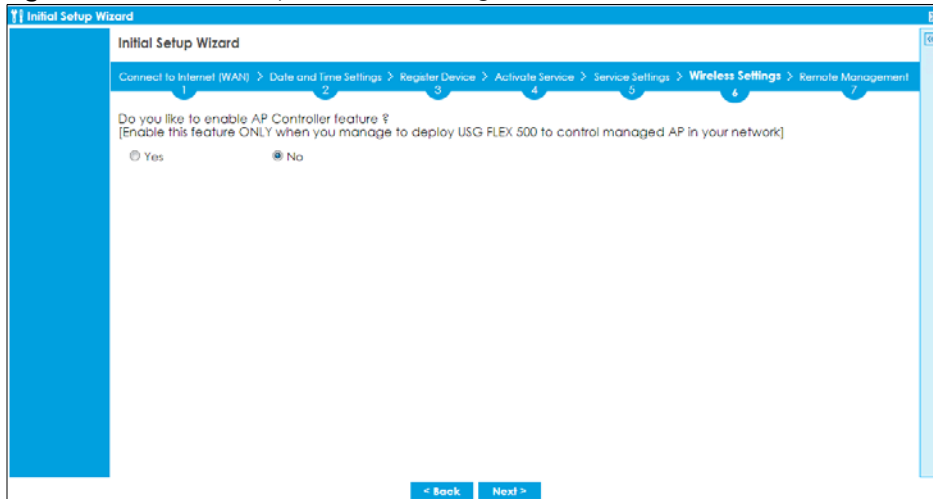 Initial Setup Wizard
Initial Setup Wizard
Connect to Internet (WAN) > Date and Time Settings > Register Device > Activate Service > Service Settings > Wireless Settings > Remote Management
1 2 3 4 5 6 7
Do you like to enable AP Controller feature ?
[Enable this feature ONLY when you manage to deploy USG FLEX 500 to control managed AP in your network]
Yes No
< Back Next >